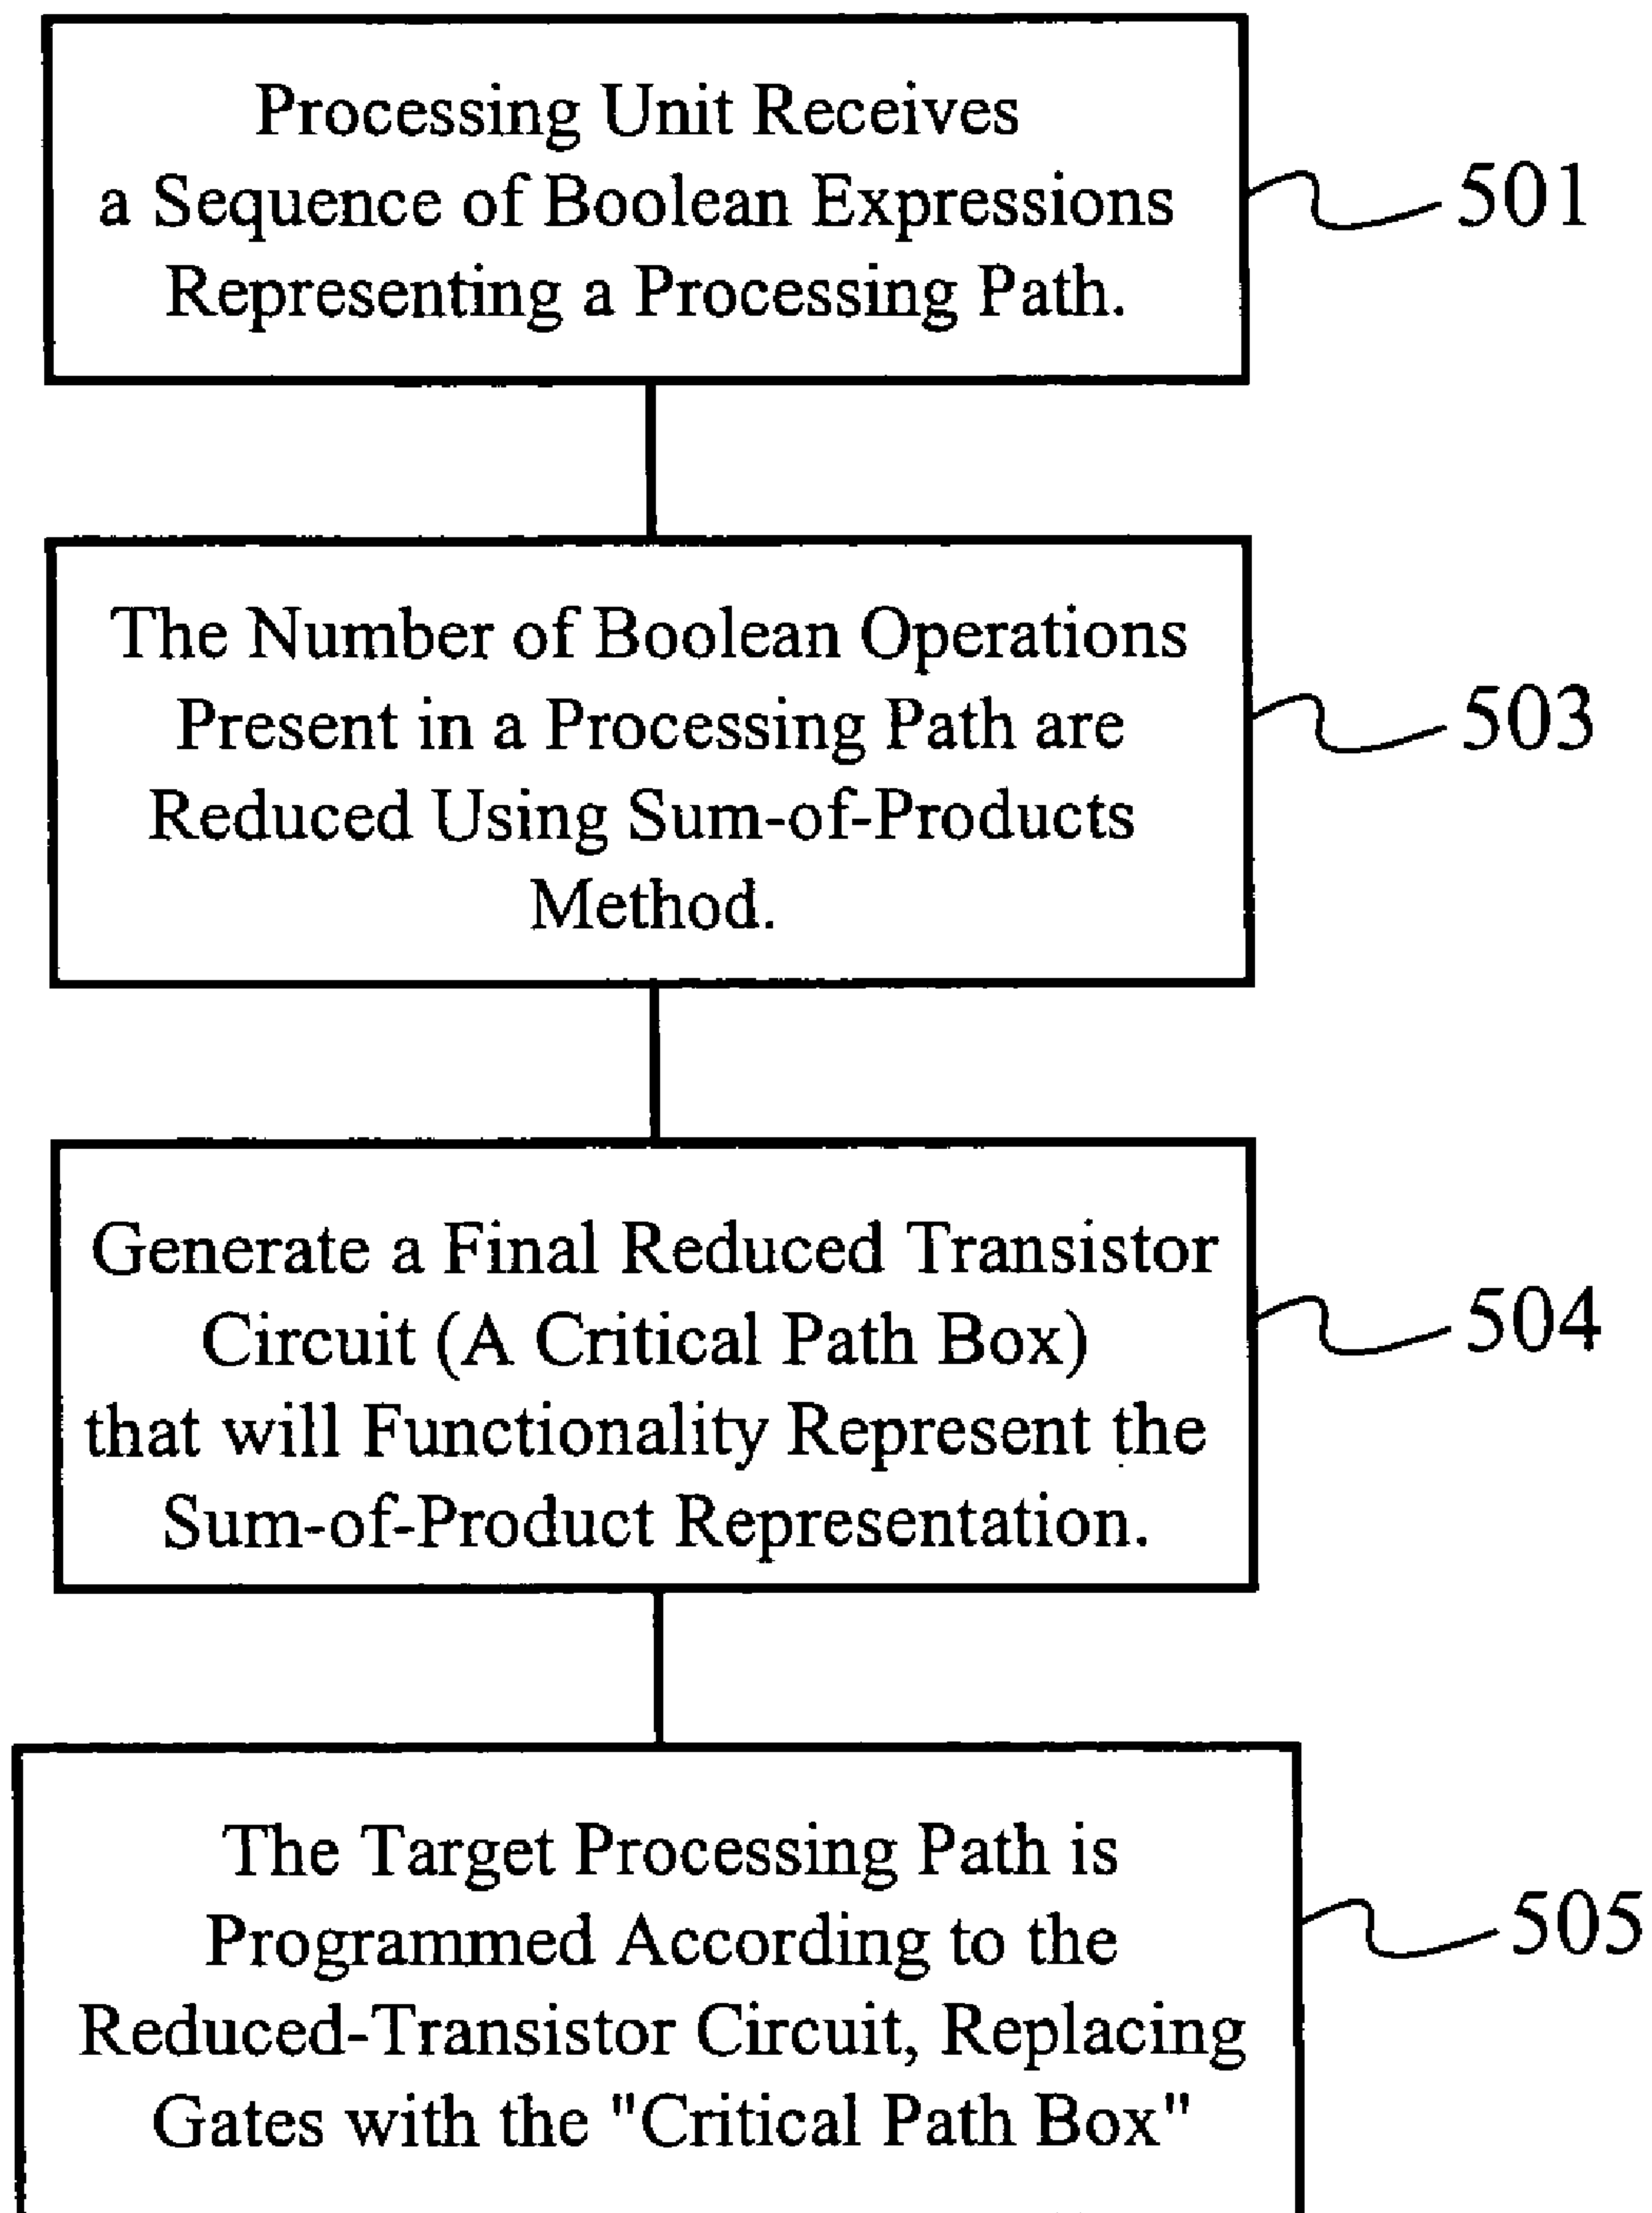 Processing Unit Receives
a Sequence of Boolean Expressions
Representing a Processing Path.
501
The Number of Boolean Operations
Present in a Processing Path are
Reduced Using Sum-of-Products
Method.
503
Generate a Final Reduced Transistor
Circuit (A Critical Path Box)
that will Functionality Represent the
Sum-of-Product Representation.
504
The Target Processing Path is
Programmed According to the
Reduced-Transistor Circuit, Replacing
Gates with the "Critical Path Box"
505